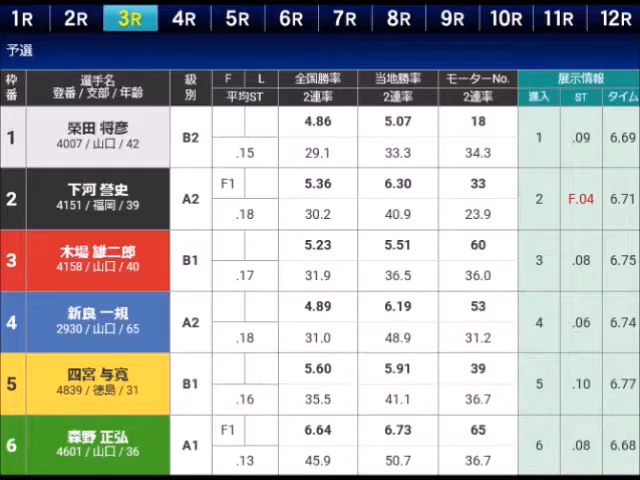 1R 2R 3R 4R 5R 6R 7R 8R 9R 10R 11R 12R
予選
枠番 選手名 登番 / 支部 / 年齢 級別 F L 平均ST 全国勝率 2連率 当地勝率 2連率 モーターNo. 2連率 展示情報 進入 ST タイム
1 榮田 将彦 B2 4.86 5.07 18 1 .09 6.69
4007 / 山口 / 42 .15 29.1 33.3 34.3
2 下河 誉史 A2 F1 5.36 6.30 33 2 F.04 6.71
4151 / 福岡 / 39 .18 30.2 40.9 23.9
3 木場 雄二郎 B1 5.23 5.51 60 3 .08 6.75
4158 / 山口 / 40 .17 31.9 36.5 36.0
4 新良 一規 A2 4.89 6.19 53 4 .06 6.74
2930 / 山口 / 65 .18 31.0 48.9 31.2
5 四宮 与寛 B1 5.60 5.91 39 5 .10 6.77
4839 / 徳島 / 31 .16 35.5 41.1 36.7
6 森野 正弘 A1 F1 6.64 6.73 65 6 .08 6.68
4601 / 山口 / 36 .13 45.9 50.7 36.7